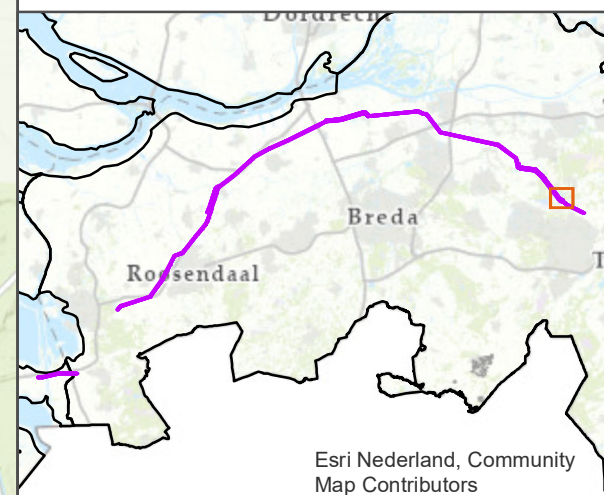 Dordrecht
Breda
Roosendaal
T
Esri Nederland, Community
Map Contributors